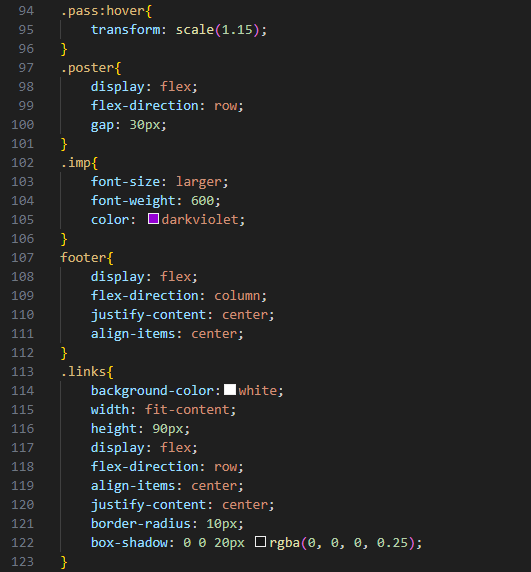 94 .pass:hover{
95 transform: scale(1.15);
96 }
97 .poster{
98 display: flex;
99 flex-direction: row;
100 gap: 30px;
101 }
102 .imp{
103 font-size: larger;
104 font-weight: 600;
105 color: darkviolet;
106 }
107 footer{
108 display: flex;
109 flex-direction: column;
110 justify-content: center;
111 align-items: center;
112 }
113 .links{
114 background-color: white;
115 width: fit-content;
116 height: 90px;
117 display: flex;
118 flex-direction: row;
119 align-items: center;
120 justify-content: center;
121 border-radius: 10px;
122 box-shadow: 0 0 20px rgba(0, 0, 0, 0.25);
123 }